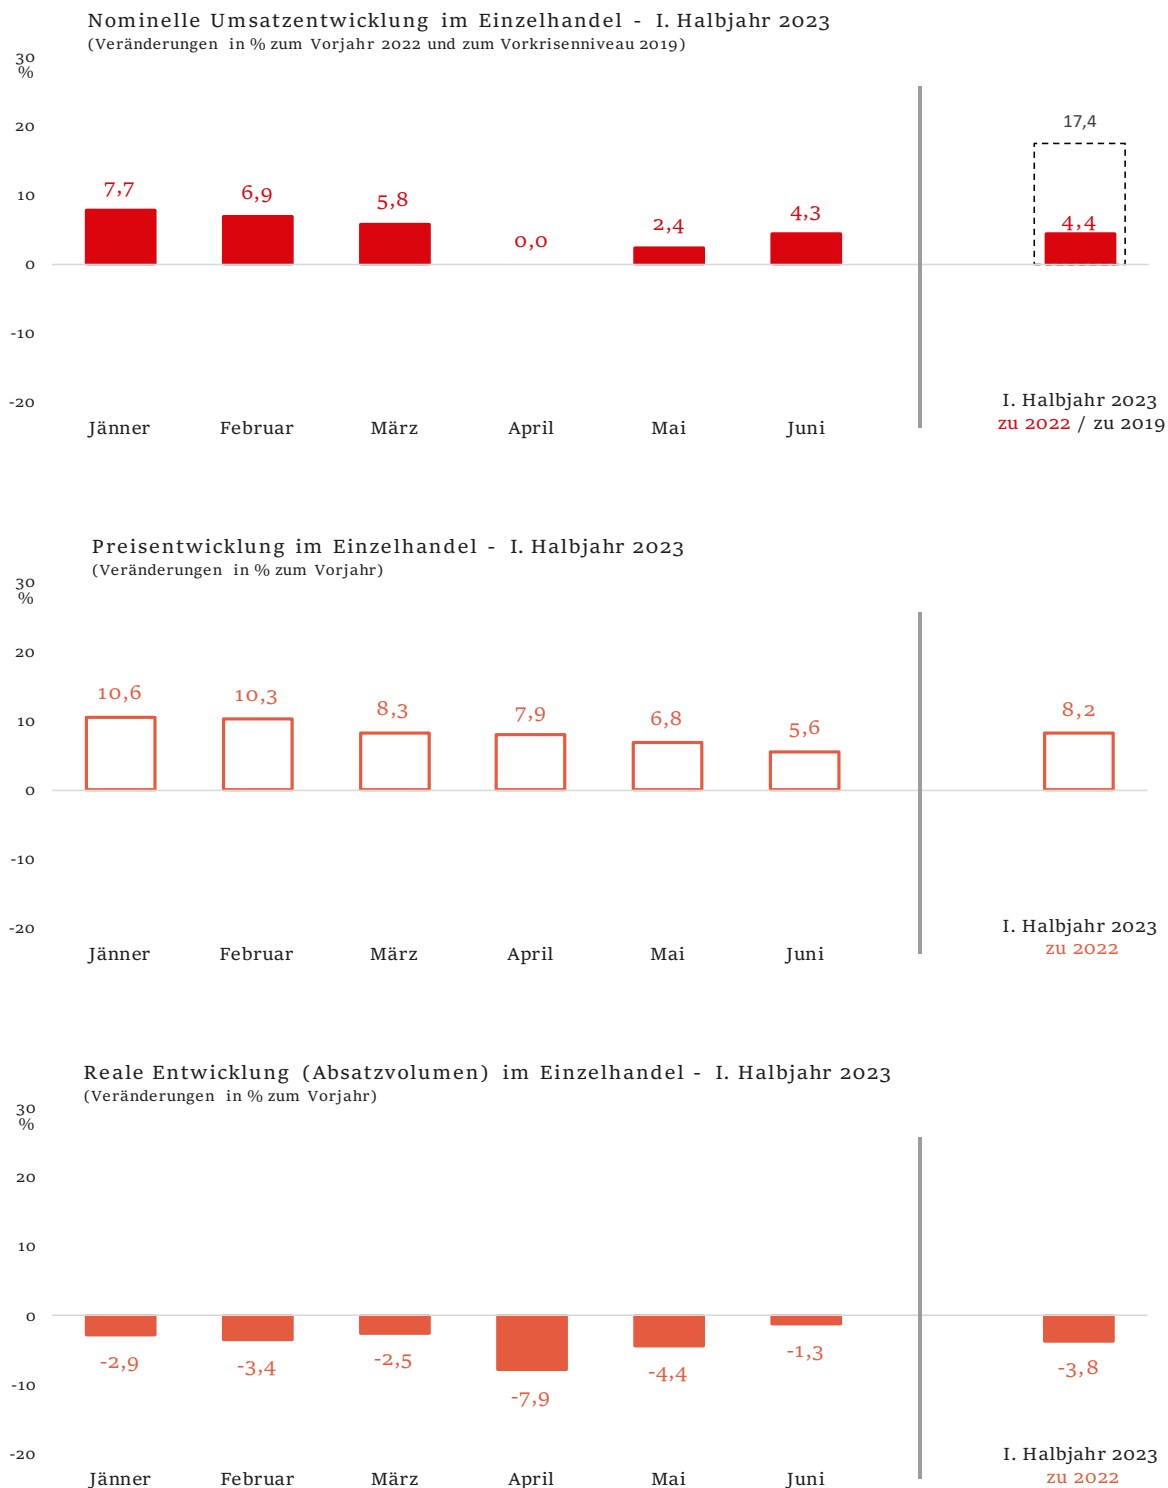 Nominelle Umsatzentwicklung im Einzelhandel - I. Halbjahr 2023
(Veränderungen in % zum Vorjahr 2022 und zum Vorkrisenniveau 2019)
30
%
20
10
0
-10
-20
7,7
6,9
5,8
0,0
2,4
4,3
17,4
4,4
Jänner
Februar
März
April
Mai
Juni
I. Halbjahr 2023
zu 2022 / zu 2019
Preisentwicklung im Einzelhandel - I. Halbjahr 2023
(Veränderungen in % zum Vorjahr)
30
%
20
10
0
-10
-20
10,6
10,3
8,3
7,9
6,8
5,6
8,2
Jänner
Februar
März
April
Mai
Juni
I. Halbjahr 2023
zu 2022
Reale Entwicklung (Absatzvolumen) im Einzelhandel - I. Halbjahr 2023
(Veränderungen in % zum Vorjahr)
30
%
20
10
0
-10
-20
-2,9
-3,4
-2,5
-7,9
-4,4
-1,3
-3,8
Jänner
Februar
März
April
Mai
Juni
I. Halbjahr 2023
zu 2022